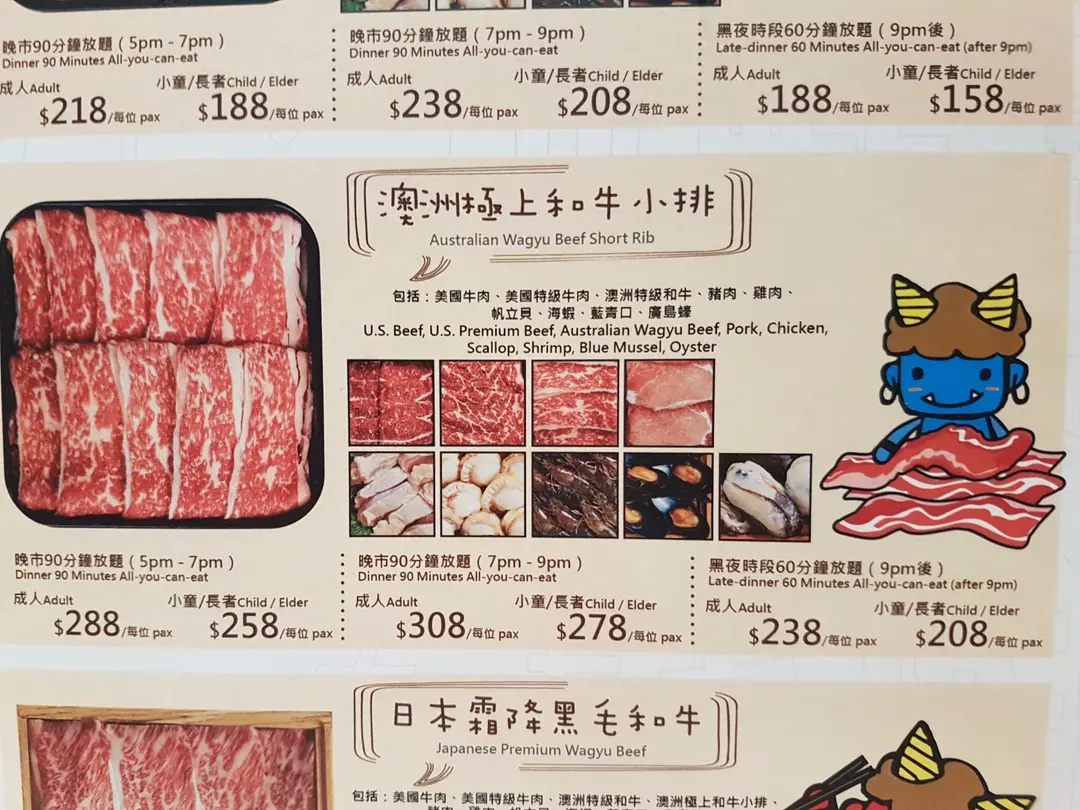 晚市90分鐘放題（5pm - 7pm）
Dinner 90 Minutes All-you-can-eat
成人Adult
小童/長者Child / Elder
$218/每位 pax
$188/每位 pax
晚市90分鐘放題（7pm - 9pm）
Dinner 90 Minutes All-you-can-eat
成人Adult
小童/長者Child / Elder
$238/每位 pax
$208/每位 pax
黑夜時段60分鐘放題（9pm後）
Late-dinner 60 Minutes All-you-can-eat (after 9pm)
成人Adult
小童/長者Child / Elder
$188/每位 pax
$158/每位 pax
澳洲極上和牛小排
Australian Wagyu Beef Short Rib
包括：美國牛肉、美國特級牛肉、澳洲特級和牛、豬肉、雞肉、
帆立貝、海蝦、藍青口、廣島蠔
U.S. Beef, U.S. Premium Beef, Australian Wagyu Beef, Pork, Chicken,
Scallop, Shrimp, Blue Mussel, Oyster
晚市90分鐘放題（5pm - 7pm）
Dinner 90 Minutes All-you-can-eat
成人Adult
小童/長者Child / Elder
$288/每位 pax
$258/每位 pax
晚市90分鐘放題（7pm - 9pm）
Dinner 90 Minutes All-you-can-eat
成人Adult
小童/長者Child / Elder
$308/每位 pax
$278/每位 pax
黑夜時段60分鐘放題（9pm後）
Late-dinner 60 Minutes All-you-can-eat (after 9pm)
成人Adult
小童/長者Child / Elder
$238/每位 pax
$208/每位 pax
日本霜降黑毛和牛
Japanese Premium Wagyu Beef
包括：美國牛肉、美國特級牛肉、澳洲特級和牛、澳洲極上和牛小排、